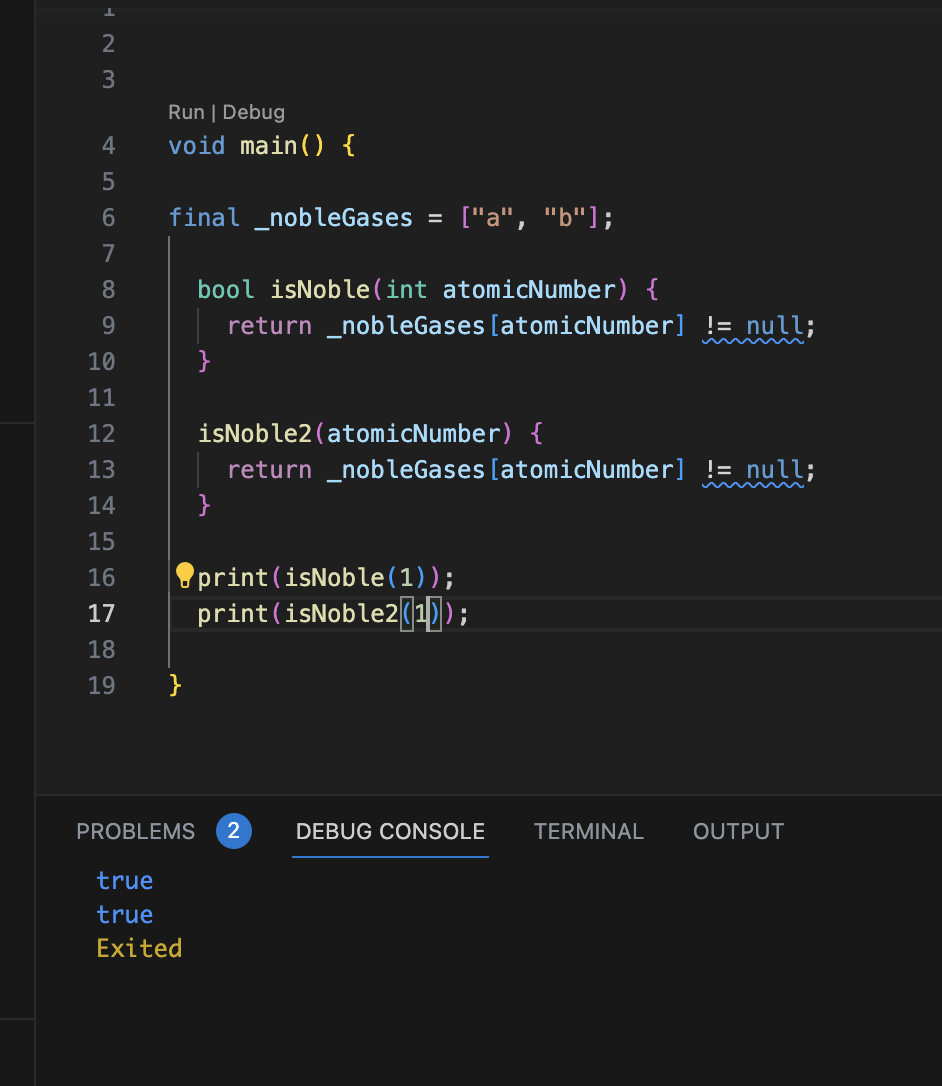 1
2
3
Run | Debug
4 void main() {
5
6 final _nobleGases = ["a", "b"];
7
8 bool isNoble(int atomicNumber) {
9 return _nobleGases[atomicNumber] != null;
10 }
11
12 isNoble2(atomicNumber) {
13 return _nobleGases[atomicNumber] != null;
14 }
15
16 print(isNoble(1));
17 print(isNoble2(1));
18
19 }
PROBLEMS 2 DEBUG CONSOLE TERMINAL OUTPUT
true
true
Exited